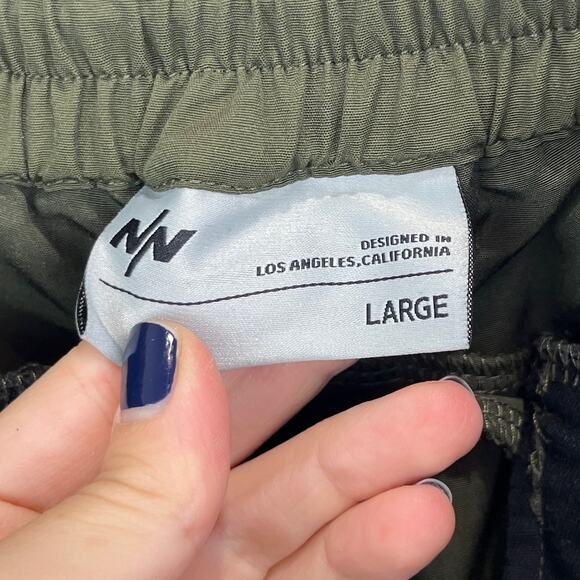 N/N
DESIGNED IN
LOS ANGELES, CALIFORNIA
LARGE